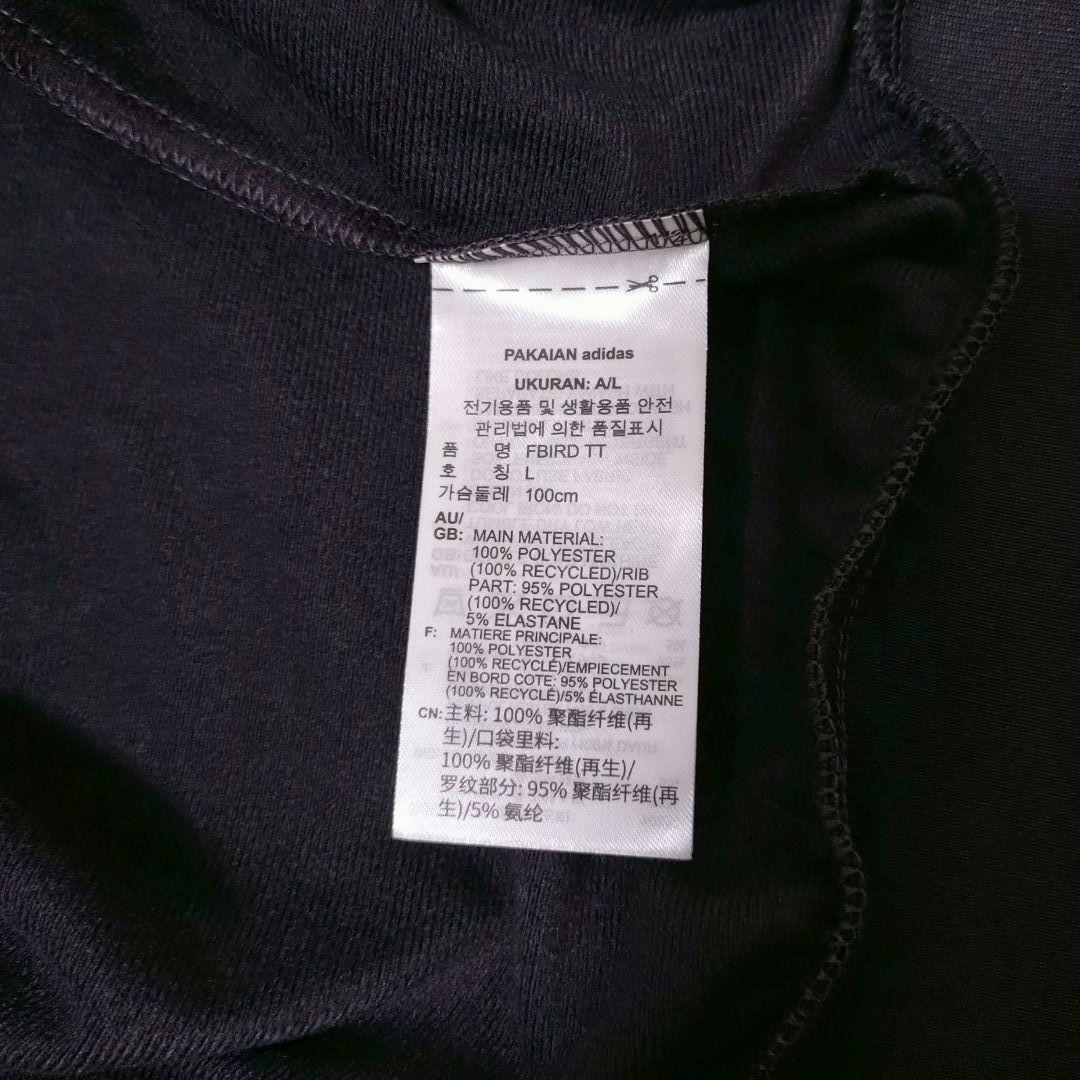 PAKAIAN adidas
UKURAN: A/L
전기용품 및 생활용품 안전
관리법에 의한 품질표시
품 명 FBIRD TT
호 칭 L
가슴둘레 100cm
AU/
GB: MAIN MATERIAL:
100% POLYESTER
(100% RECYCLED)/RIB
PART: 95% POLYESTER
(100% RECYCLED)/
5% ELASTANE
F: MATIERE PRINCIPALE:
100% POLYESTER
(100% RECYCLÉ)/EMPIECEMENT
EN BORD COTE: 95% POLYESTER
(100% RECYCLÉ)/5% ÉLASTHANNE
CN: 主料: 100% 聚酯纤维(再
生)/口袋里料:
100% 聚酯纤维(再生)/
罗纹部分: 95% 聚酯纤维(再
生)/5% 氨纶